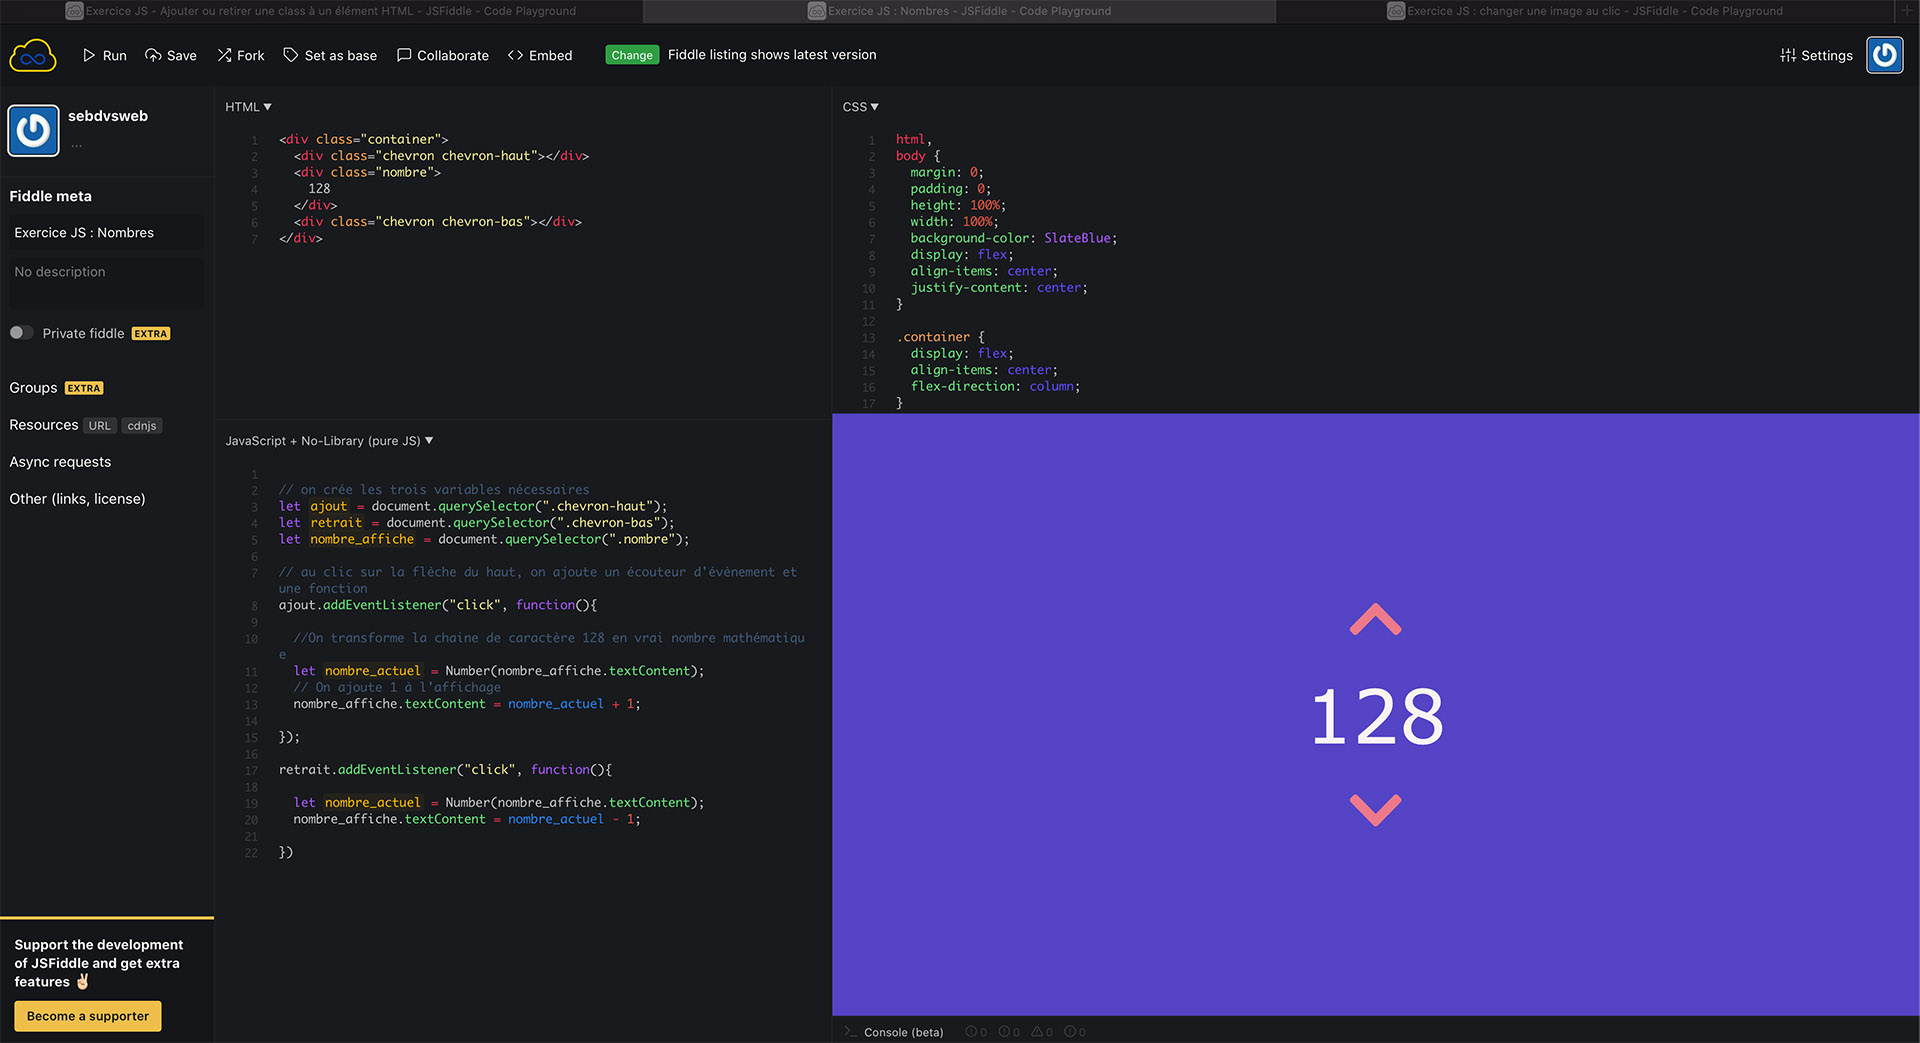 Exercice JS - Ajouter ou retirer une class à un élément HTML - JSFiddle - Code Playground
Exercice JS : Nombres - JSFiddle - Code Playground
Exercice JS : changer une image au clic - JSFiddle - Code Playground
Run
Save
Fork
Set as base
Collaborate
Embed
Change
Fiddle listing shows latest version
Settings
sebdvsweb
...
Fiddle meta
Exercice JS : Nombres
No description
Private fiddle EXTRA
Groups EXTRA
Resources URL cdnjs
Async requests
Other (links, license)
Support the development
of JSFiddle and get extra
features ✌🏻
Become a supporter
HTML ▼
1 <div class="container">
2 <div class="chevron chevron-haut"></div>
3 <div class="nombre">
4 128
5 </div>
6 <div class="chevron chevron-bas"></div>
7 </div>
JavaScript + No-Library (pure JS) ▼
1
2 // on crée les trois variables nécessaires
3 let ajout = document.querySelector(".chevron-haut");
4 let retrait = document.querySelector(".chevron-bas");
5 let nombre_affiche = document.querySelector(".nombre");
6
7 // au clic sur la flèche du haut, on ajoute un écouteur d'évènement et
une fonction
8 ajout.addEventListener("click", function(){
9
10 //On transforme la chaine de caractère 128 en vrai nombre mathématiqu
e
11 let nombre_actuel = Number(nombre_affiche.textContent);
12 // On ajoute 1 à l'affichage
13 nombre_affiche.textContent = nombre_actuel + 1;
14
15 });
16
17 retrait.addEventListener("click", function(){
18
19 let nombre_actuel = Number(nombre_affiche.textContent);
20 nombre_affiche.textContent = nombre_actuel - 1;
21
22 })
CSS ▼
1 html,
2 body {
3 margin: 0;
4 padding: 0;
5 height: 100%;
6 width: 100%;
7 background-color: SlateBlue;
8 display: flex;
9 align-items: center;
10 justify-content: center;
11 }
12
13 .container {
14 display: flex;
15 align-items: center;
16 flex-direction: column;
17 }
128
>_ Console (beta) 0 0 0 0